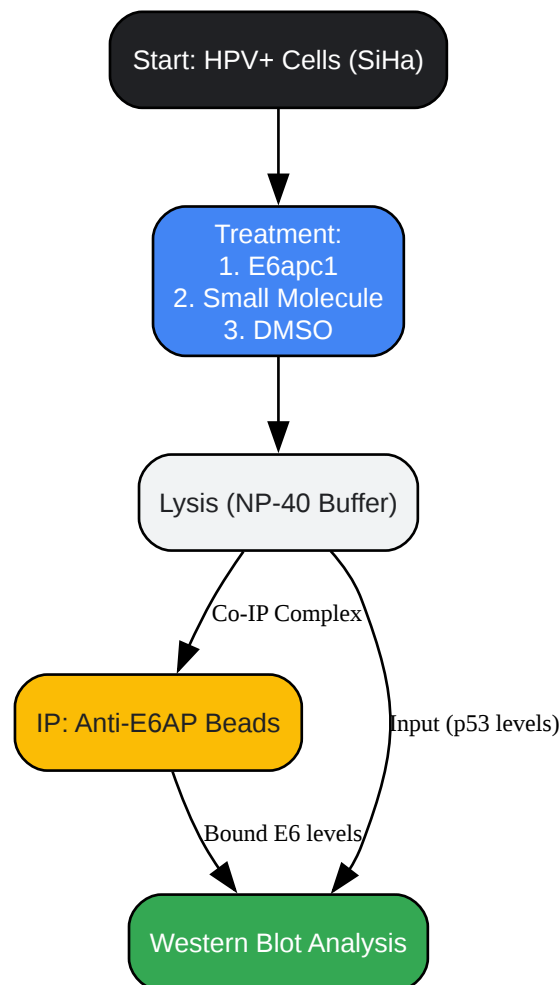 Start: HPV+ Cells (SiHa)
Treatment:
1. E6apc1
2. Small Molecule
3. DMSO
Lysis (NP-40 Buffer)
Co-IP Complex
IP: Anti-E6AP Beads
Input (p53 levels)
Bound E6 levels
Western Blot Analysis